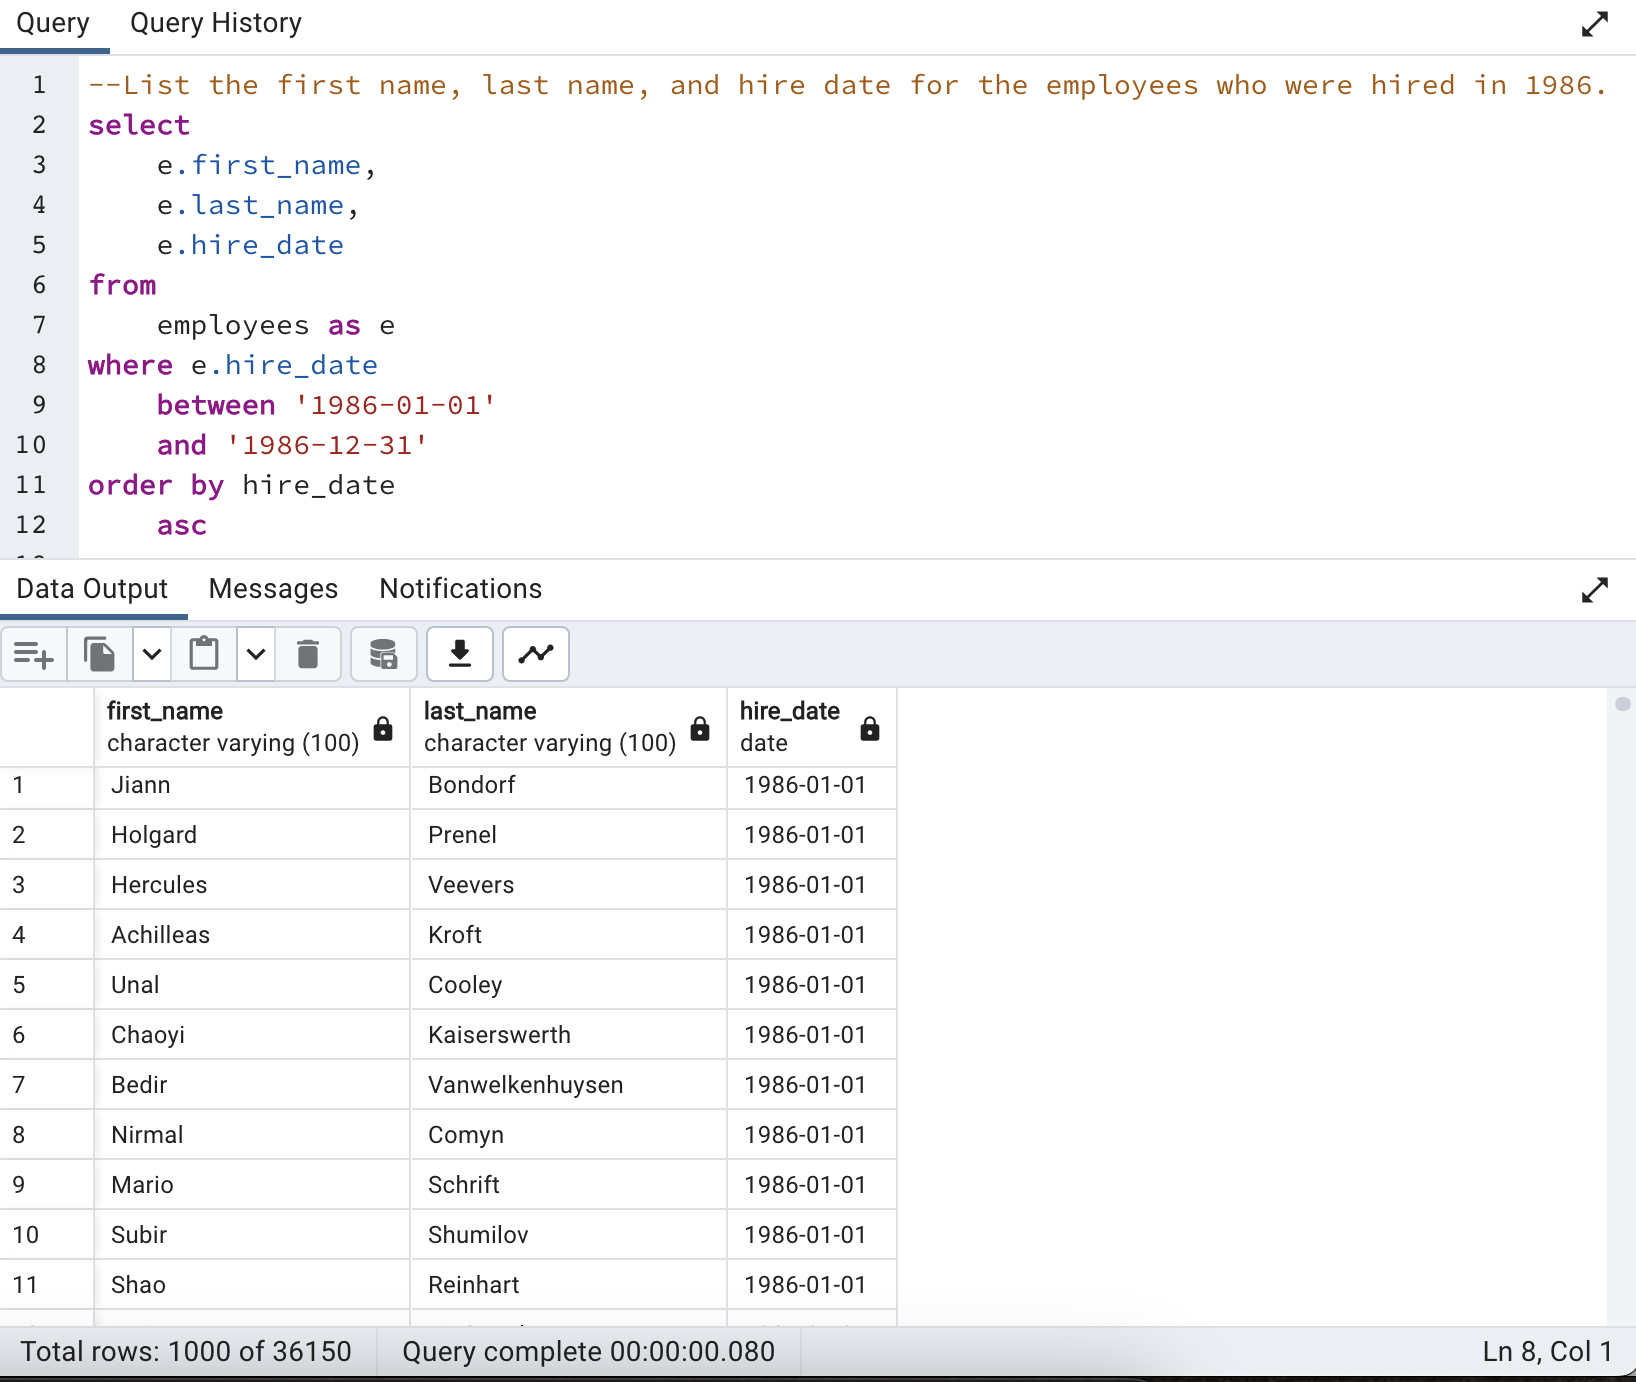 Query Query History
1 --List the first name, last name, and hire date for the employees who were hired in 1986.
2 select
3 e.first_name,
4 e.last_name,
5 e.hire_date
6 from
7 employees as e
8 where e.hire_date
9 between '1986-01-01'
10 and '1986-12-31'
11 order by hire_date
12 asc
Data Output Messages Notifications
first_name last_name hire_date
character varying (100) character varying (100) date
1 Jiann Bondorf 1986-01-01
2 Holgard Prenel 1986-01-01
3 Hercules Veevers 1986-01-01
4 Achilleas Kroft 1986-01-01
5 Unal Cooley 1986-01-01
6 Chaoyi Kaiserswerth 1986-01-01
7 Bedir Vanwelkenhuysen 1986-01-01
8 Nirmal Comyn 1986-01-01
9 Mario Schrift 1986-01-01
10 Subir Shumilov 1986-01-01
11 Shao Reinhart 1986-01-01
Total rows: 1000 of 36150 Query complete 00:00:00.080 Ln 8, Col 1